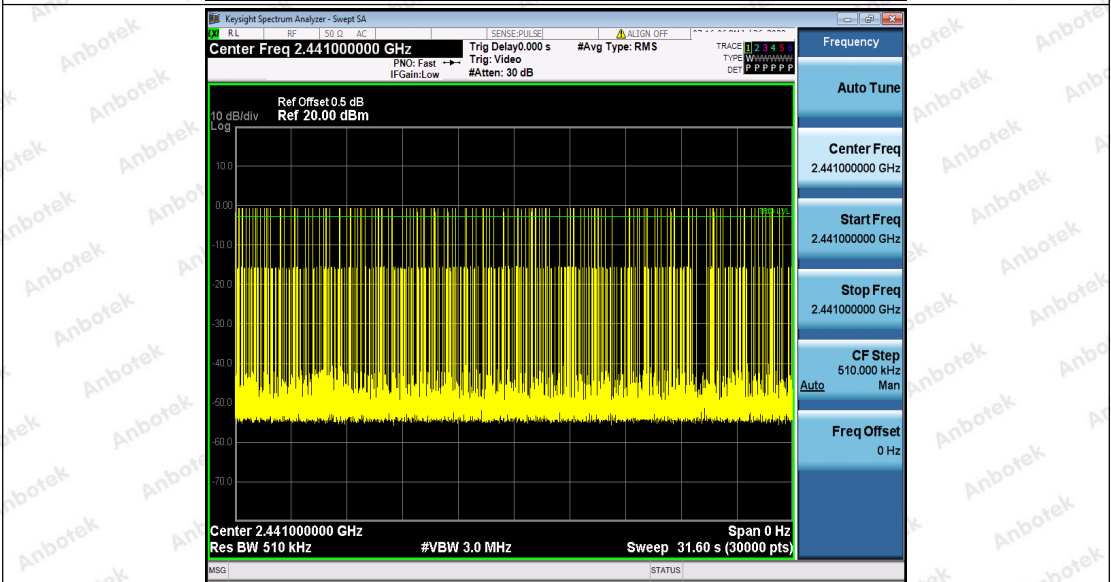 Keysight Spectrum Analyzer - Swept SA
RL RF 50 Ω AC SENSE:PULSE ALIGN OFF
Center Freq 2.441000000 GHz
PNO: Fast
IFGain:Low
Trig Delay0.000 s
Trig: Video
#Atten: 30 dB
#Avg Type: RMS
TRACE 1 2 3 4 5 6
TYPE WWWWWW
DET P P P P P P
Frequency
Auto Tune
Center Freq
2.441000000 GHz
Start Freq
2.441000000 GHz
Stop Freq
2.441000000 GHz
CF Step
510.000 kHz
Auto Man
Freq Offset
0 Hz
Ref Offset 0.5 dB
10 dB/div Ref 20.00 dBm
Log
10.0
0.00
-10.0
-20.0
-30.0
-40.0
-50.0
-60.0
-70.0
Center 2.441000000 GHz Span 0 Hz
Res BW 510 kHz #VBW 3.0 MHz Sweep 31.60 s (30000 pts)
MSG STATUS
Anbotek